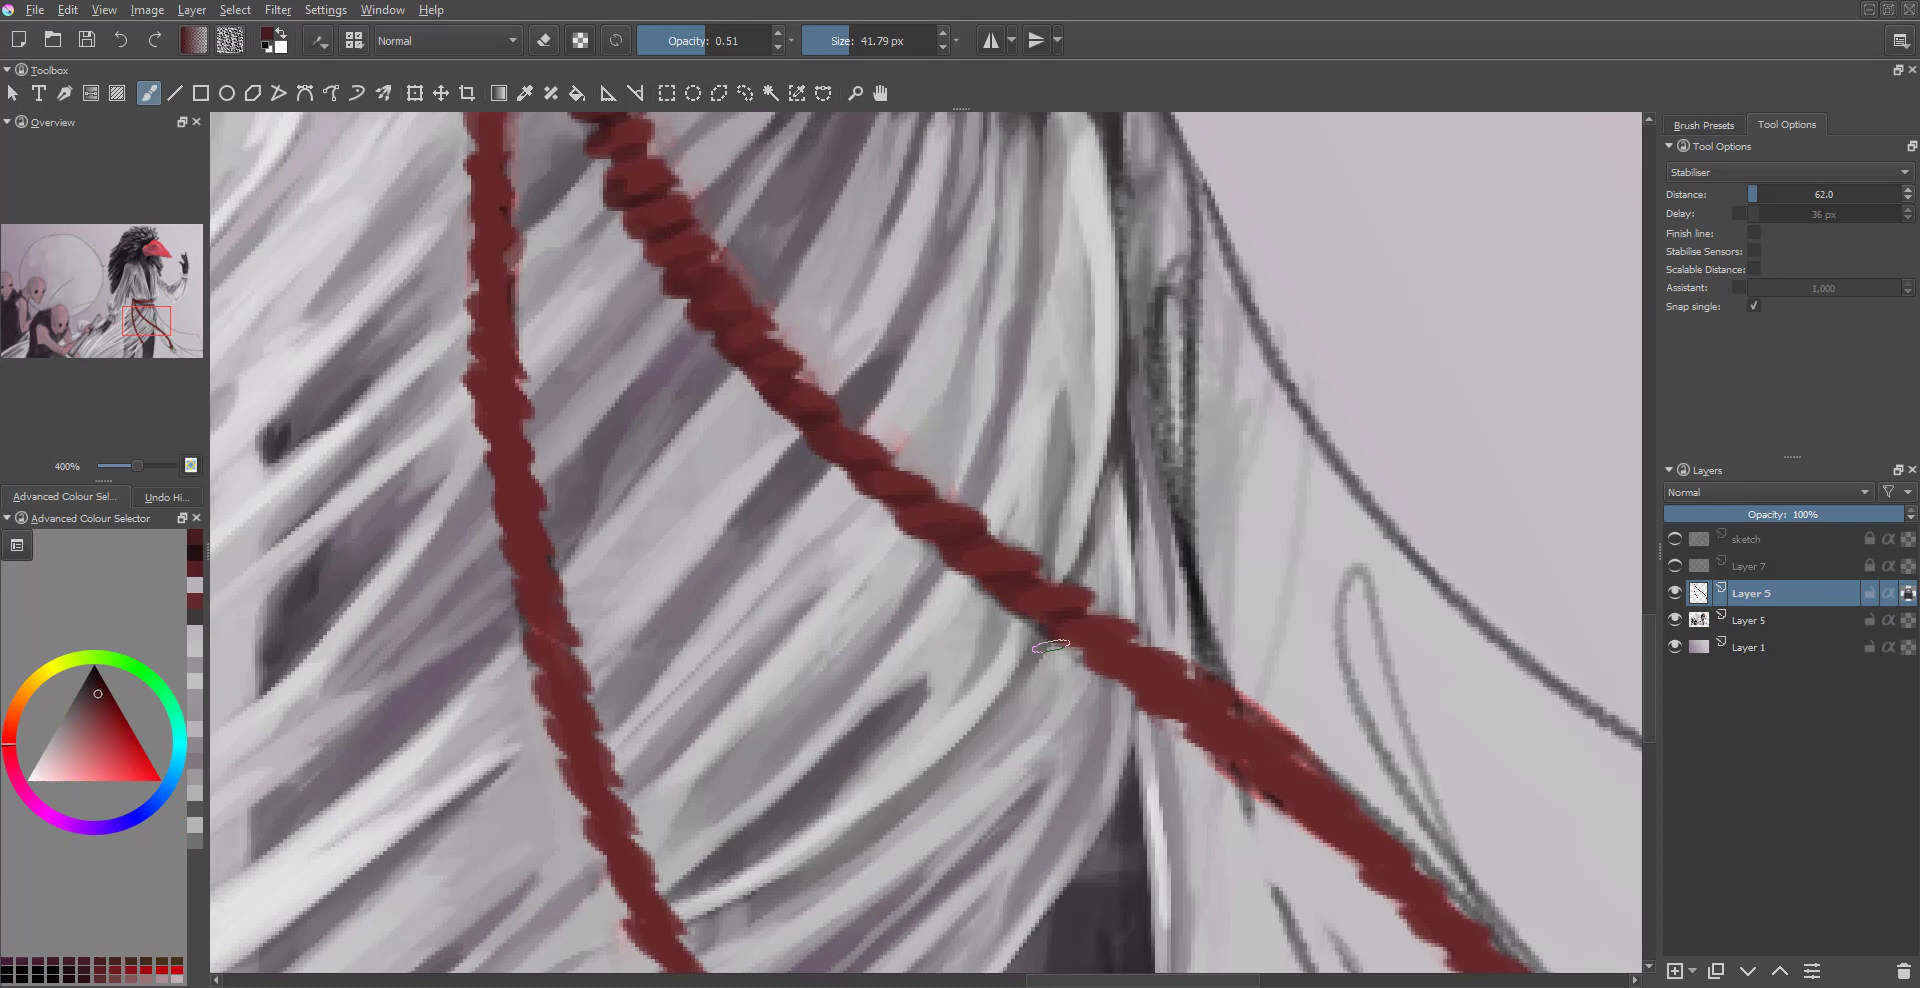 File Edit View Image Layer Select Filter Settings Window Help
Normal
Opacity: 0.51
Size: 41.79 px
Toolbox
Overview
400%
Advanced Colour Sel...
Undo Hi...
Advanced Colour Selector
Brush Presets
Tool Options
Tool Options
Stabiliser
Distance:
62.0
Delay:
36 px
Finish line:
Stabilise Sensors:
Scalable Distance:
Assistant:
1.000
Snap single:
Layers
Normal
Opacity: 100%
sketch
Layer 7
Layer 5
Layer 5
Layer 1